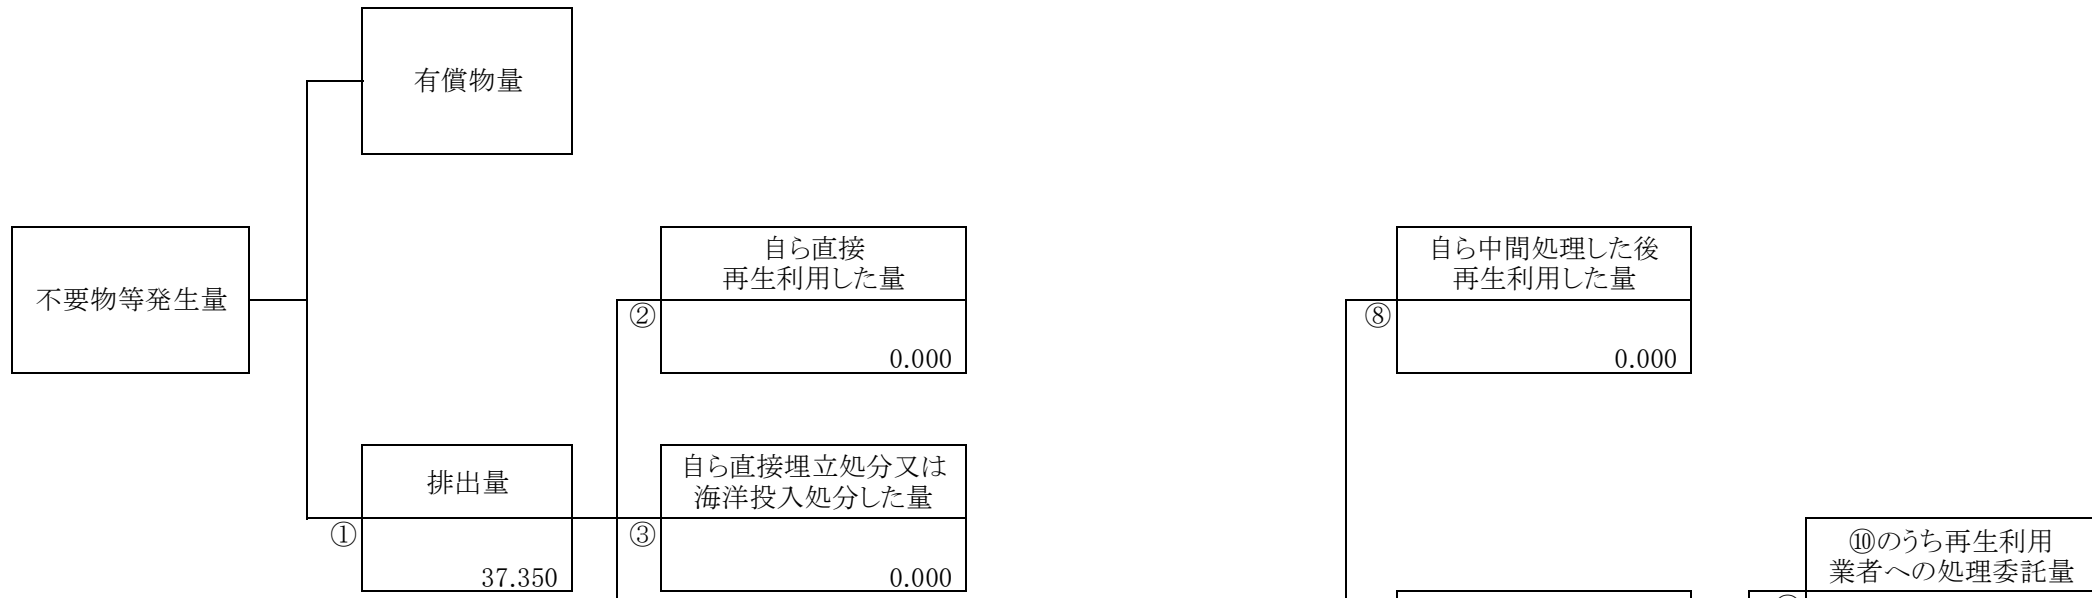 有償物量
不要物等発生量
自ら直接
再生利用した量
②
0.000
自ら中間処理した後
再生利用した量
⑧
0.000
排出量
①
37.350
自ら直接埋立処分又は
海洋投入処分した量
③
0.000
⑩のうち再生利用
業者への処理委託量